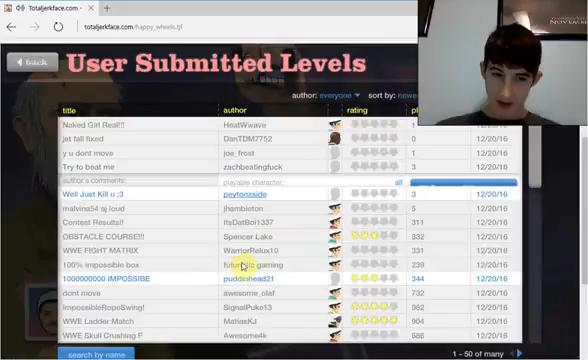 Totaljerkface.com -
totaljerkface.com/happy_wheels.tjf
back
User Submitted Levels
author: everyone sort by: newe
title author rating pl
Naked Girl Real!!! HeatWwave 1 12/20/16
jet fall fixed DanTDM7752 0 12/20/16
y u dont move joe_frost 1 12/20/16
Try to beat me zachbeatingfuck 3 12/20/16
author's comments: playable character: all
Well Just Kill u ;3 peytonzside 3 12/20/16
malvina54 aj loud jhambleton 5 12/20/16
Contest Results!! ItsDatBoi1337 311 12/20/16
OBSTACLE COURSE!!! Spencer Lake 332 12/20/16
WWE FIGHT MATRIX WarriorRelux10 331 12/20/16
100% impossible box gaming 239 12/20/16
1000000000 IMPOSSIBE puddinhead21 344 12/20/16
dont move awesome_olaf 732 12/20/16
ImpossibleRopoSwing! SignalPuke13 982 12/20/16
WWE Ladder Match MatiasKJ 904 12/20/16
WWE Skull Crushing F Awesome4k 686 12/20/16
search by name 1 - 50 of many